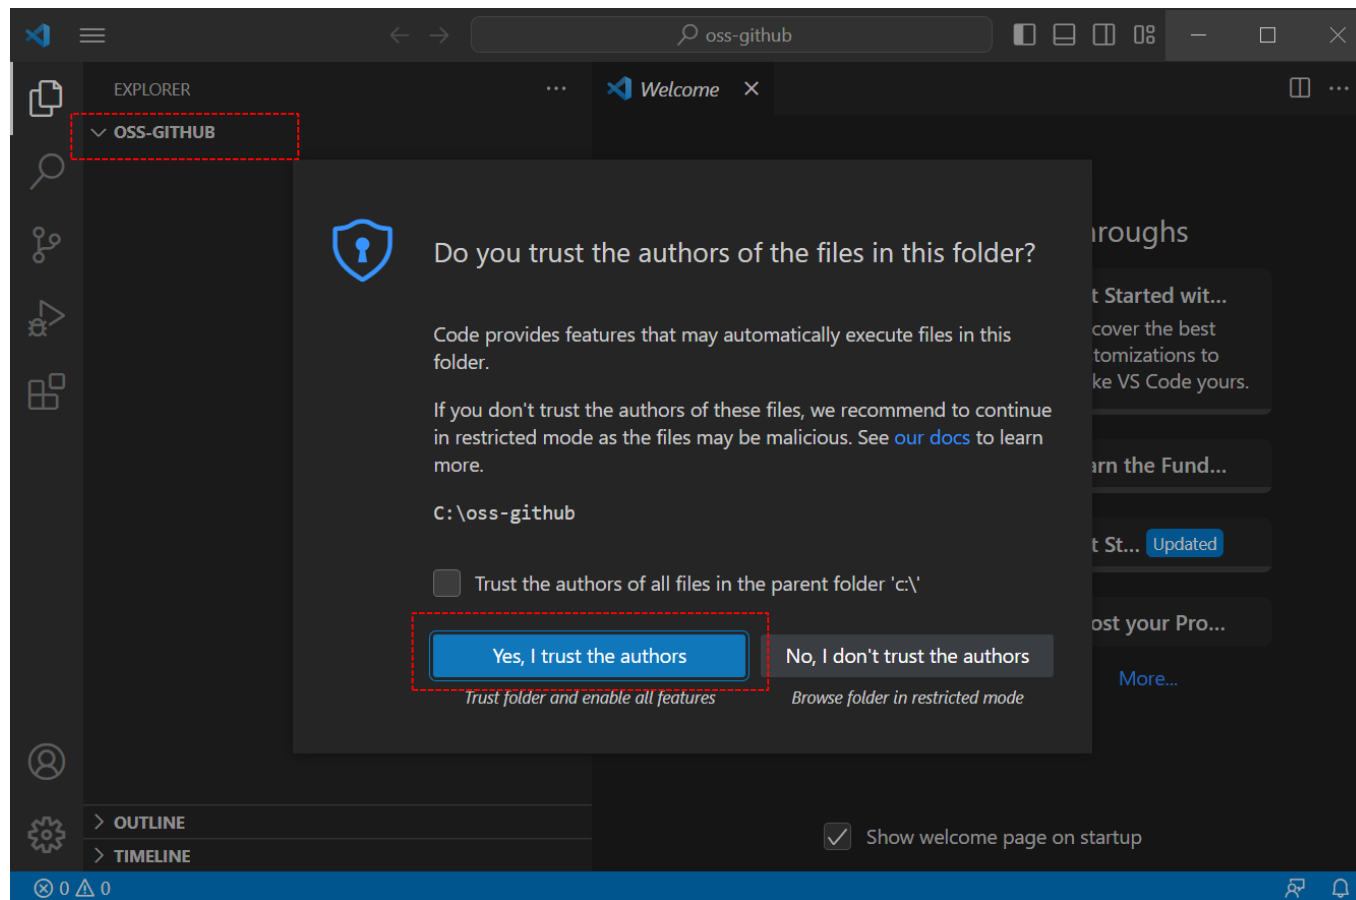 oss-github
EXPLORER
Welcome
OSS-GITHUB
Do you trust the authors of the files in this folder?
Code provides features that may automatically execute files in this
folder.
If you don't trust the authors of these files, we recommend to continue
in restricted mode as the files may be malicious. See our docs to learn
more.
C:\oss-github
Trust the authors of all files in the parent folder 'c:\'
Yes, I trust the authors
No, I don't trust the authors
Trust folder and enable all features
Browse folder in restricted mode
roughs
t Started wit...
cover the best
tomizations to
ke VS Code yours.
arn the Fund...
t St... Updated
ost your Pro...
More...
Show welcome page on startup
OUTLINE
TIMELINE
0 0